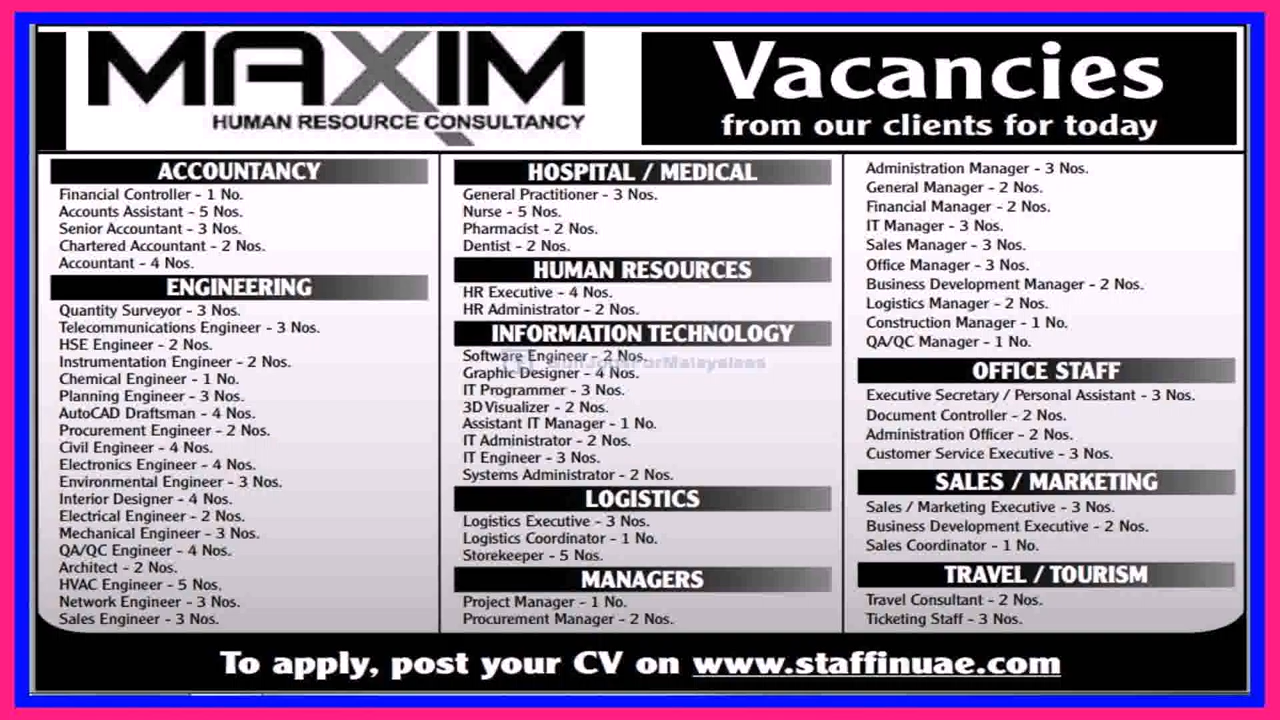 MAXIM
HUMAN RESOURCE CONSULTANCY
Vacancies
from our clients for today
ACCOUNTANCY
Financial Controller - 1 No.
Accounts Assistant - 5 Nos.
Senior Accountant - 3 Nos.
Chartered Accountant - 2 Nos.
Accountant - 4 Nos.
ENGINEERING
Quantity Surveyor - 3 Nos.
Telecommunications Engineer - 3 Nos.
HSE Engineer - 2 Nos.
Instrumentation Engineer - 2 Nos.
Chemical Engineer - 1 No.
Planning Engineer - 3 Nos.
AutoCAD Draftsman - 4 Nos.
Procurement Engineer - 2 Nos.
Civil Engineer - 4 Nos.
Electronics Engineer - 4 Nos.
Environmental Engineer - 3 Nos.
Interior Designer - 4 Nos.
Electrical Engineer - 2 Nos.
Mechanical Engineer - 3 Nos.
QA/QC Engineer - 4 Nos.
Architect - 2 Nos.
HVAC Engineer - 5 Nos.
Network Engineer - 3 Nos.
Sales Engineer - 3 Nos.
HOSPITAL / MEDICAL
General Practitioner - 3 Nos.
Nurse - 5 Nos.
Pharmacist - 2 Nos.
Dentist - 2 Nos.
HUMAN RESOURCES
HR Executive - 4 Nos.
HR Administrator - 2 Nos.
INFORMATION TECHNOLOGY
Software Engineer - 2 Nos.
Graphic Designer - 4 Nos.
IT Programmer - 3 Nos.
3D Visualizer - 2 Nos.
Assistant IT Manager - 1 No.
IT Administrator - 2 Nos.
IT Engineer - 3 Nos.
Systems Administrator - 2 Nos.
LOGISTICS
Logistics Executive - 3 Nos.
Logistics Coordinator - 1 No.
Storekeeper - 5 Nos.
MANAGERS
Project Manager - 1 No.
Procurement Manager - 2 Nos.
Administration Manager - 3 Nos.
General Manager - 2 Nos.
Financial Manager - 2 Nos.
IT Manager - 3 Nos.
Sales Manager - 3 Nos.
Office Manager - 3 Nos.
Business Development Manager - 2 Nos.
Logistics Manager - 2 Nos.
Construction Manager - 1 No.
QA/QC Manager - 1 No.
OFFICE STAFF
Executive Secretary / Personal Assistant - 3 Nos.
Document Controller - 2 Nos.
Administration Officer - 2 Nos.
Customer Service Executive - 3 Nos.
SALES / MARKETING
Sales / Marketing Executive - 3 Nos.
Business Development Executive - 2 Nos.
Sales Coordinator - 1 No.
TRAVEL / TOURISM
Travel Consultant - 2 Nos.
Ticketing Staff - 3 Nos.
To apply, post your CV on www.staffinuae.com